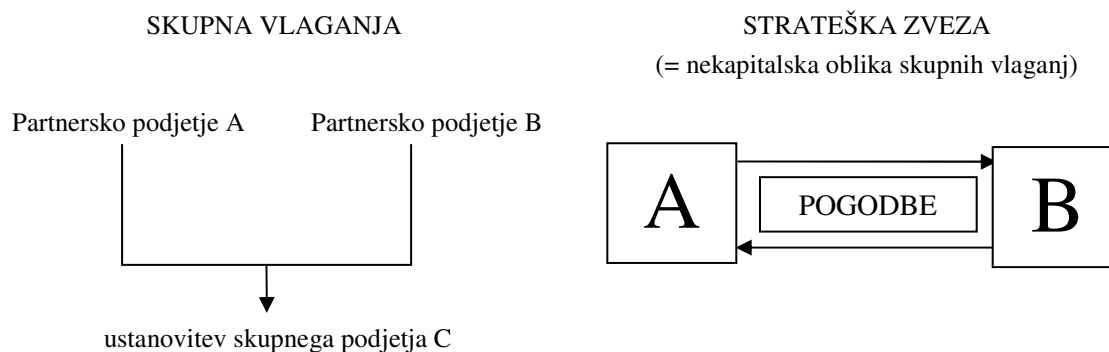 SKUPNA VLAGANJA
Partnersko podjetje A
Partnersko podjetje B
ustanovitev skupnega podjetja C
STRATEŠKA ZVEZA
(= nekapitalska oblika skupnih vlaganj)
A
POGODBE
B